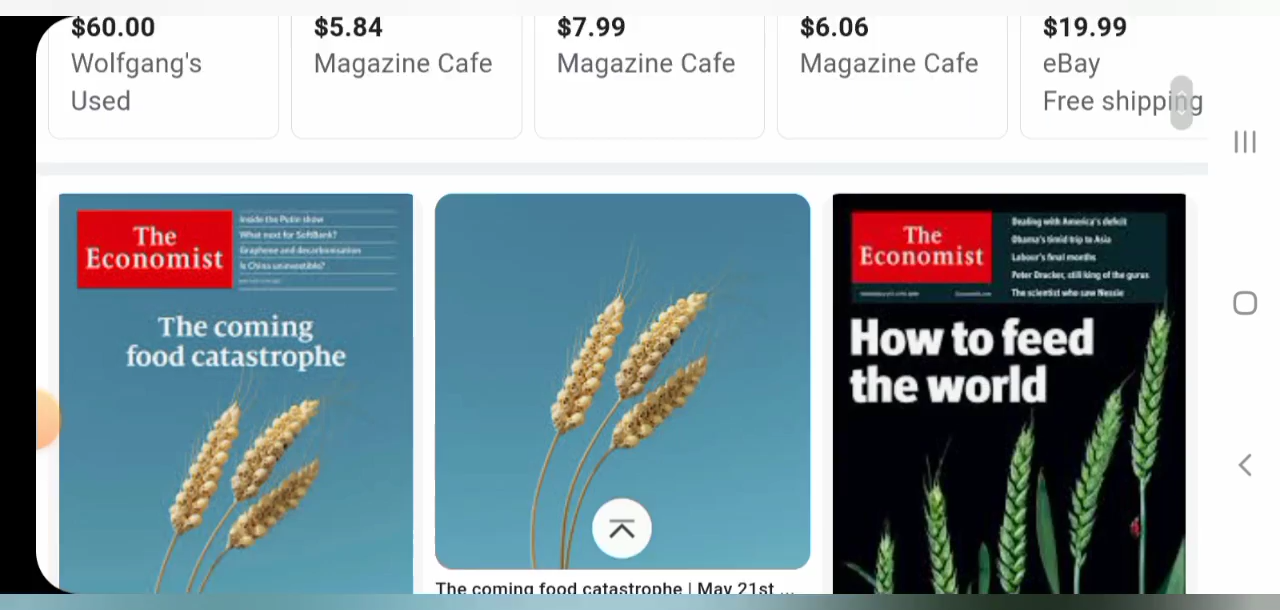 $60.00
Wolfgang's
Used
$5.84
Magazine Cafe
$7.99
Magazine Cafe
$6.06
Magazine Cafe
$19.99
eBay
Free shipping
The
Economist
Inside the Putin show
What next for SoftBank?
Graphene and decarbonisation
Is China uninvestible?
The coming
food catastrophe
The coming food catastrophe | May 21st ...
The
Economist
Dealing with America's deficit
Obama's timid trip to Asia
Labour's final months
Peter Drucker, still king of the gurus
The scientist who saw Nessie
How to feed
the world